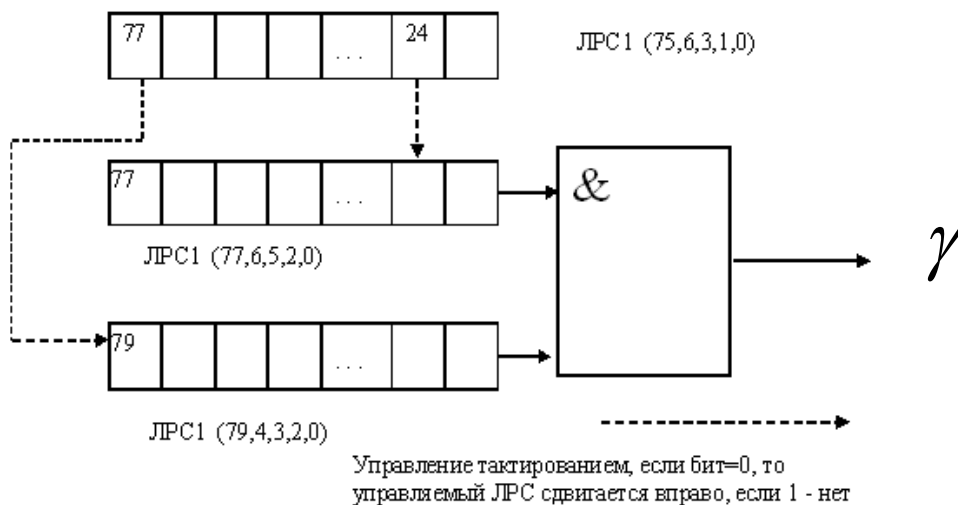 77 ... 24
ЛРС1 (75,6,3,1,0)
77 ...
&
γ
ЛРС1 (77,6,5,2,0)
79 ...
ЛРС1 (79,4,3,2,0)
Управление тактированием, если бит=0, то
управляемый ЛРС сдвигается вправо, если 1 - нет